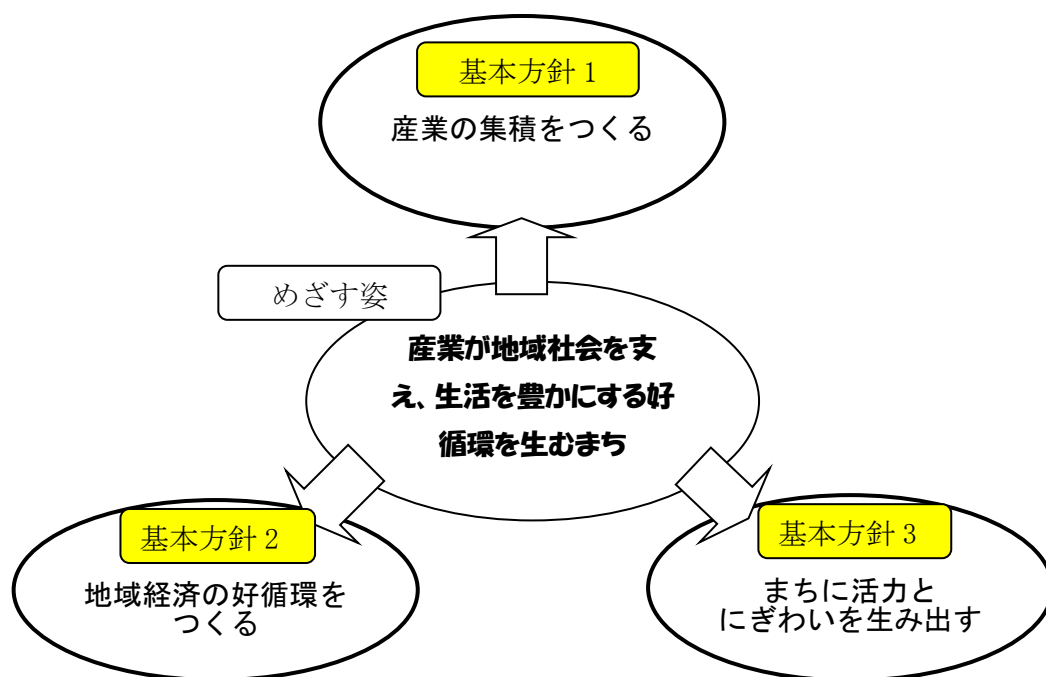 基本方針1
産業の集積をつくる
めざす姿
産業が地域社会を支
え、生活を豊かにする好
循環を生むまち
基本方針2
地域経済の好循環を
つくる
基本方針3
まちに活力と
にぎわいを生み出す